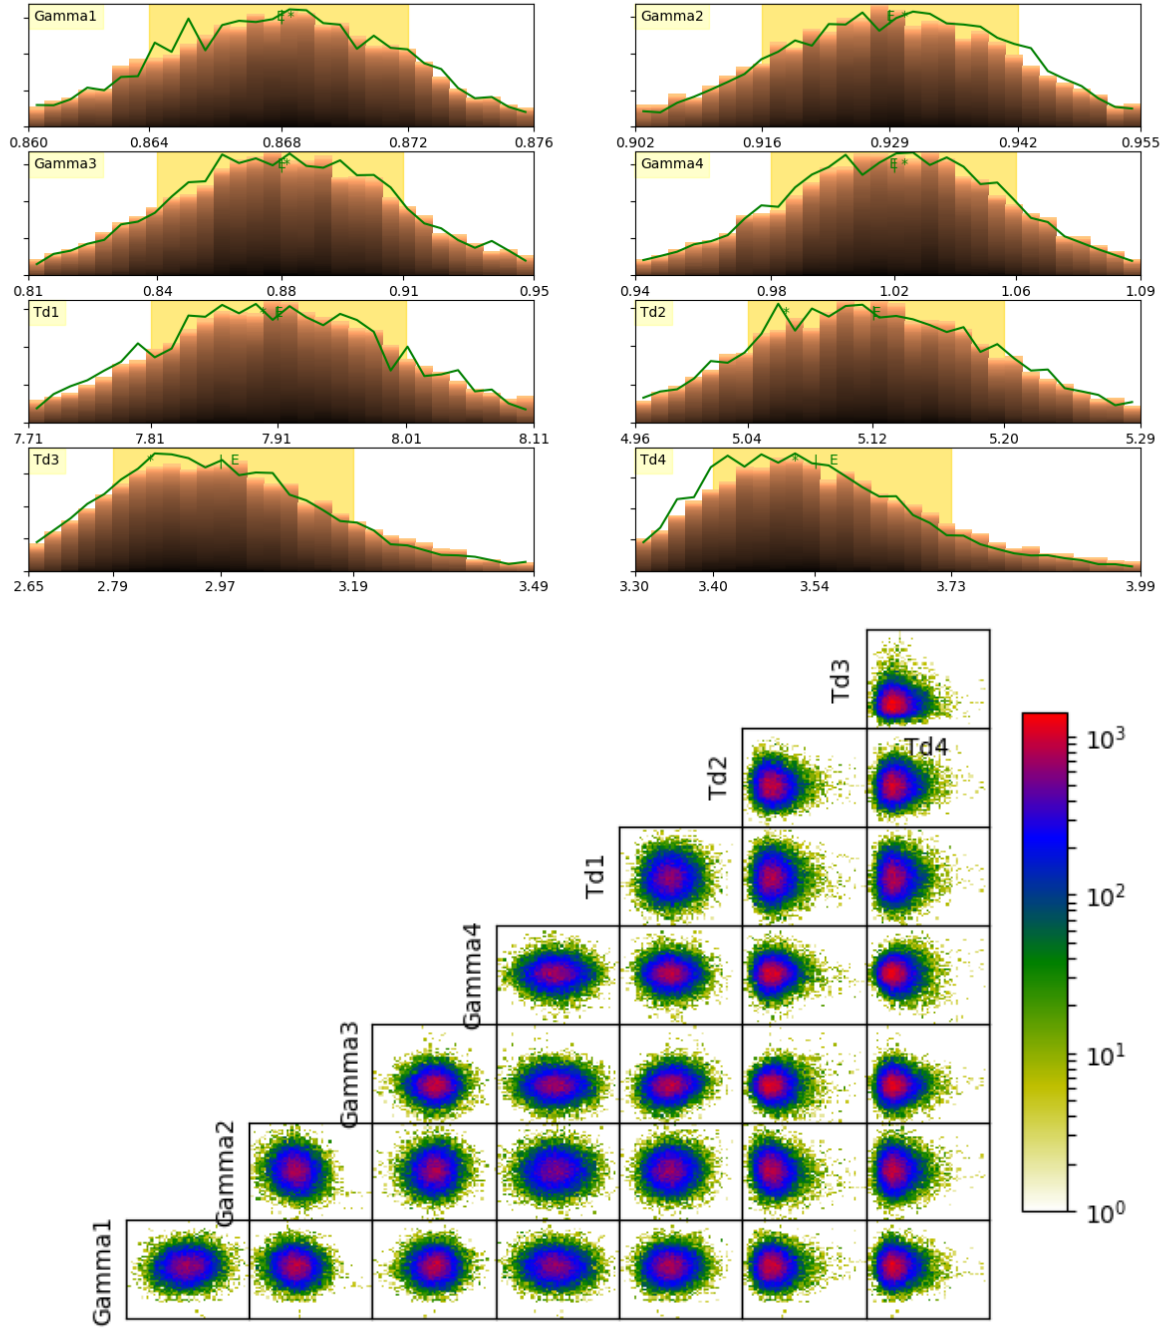 Gamma1
E *
0.860 0.864 0.868 0.872 0.876
Gamma2
E *
0.902 0.916 0.929 0.942 0.955
Gamma3
E*
0.81 0.84 0.88 0.91 0.95
Gamma4
E *
0.94 0.98 1.02 1.06 1.09
Td1
* E
7.71 7.81 7.91 8.01 8.11
Td2
* E
4.96 5.04 5.12 5.20 5.29
Td3
* | E
2.65 2.79 2.97 3.19 3.49
Td4
* | E
3.30 3.40 3.54 3.73 3.99
Td3
Td4
Td2
Td1
Gamma4
Gamma3
Gamma2
Gamma1
10³
10²
10¹
10⁰